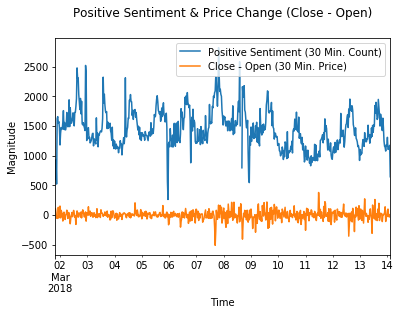 Positive Sentiment & Price Change (Close - Open)
Positive Sentiment (30 Min. Count)
Close - Open (30 Min. Price)
2500
2000
1500
1000
500
0
−500
Magnitude
02 03 04 05 06 07 08 09 10 11 12 13 14
Mar
2018
Time